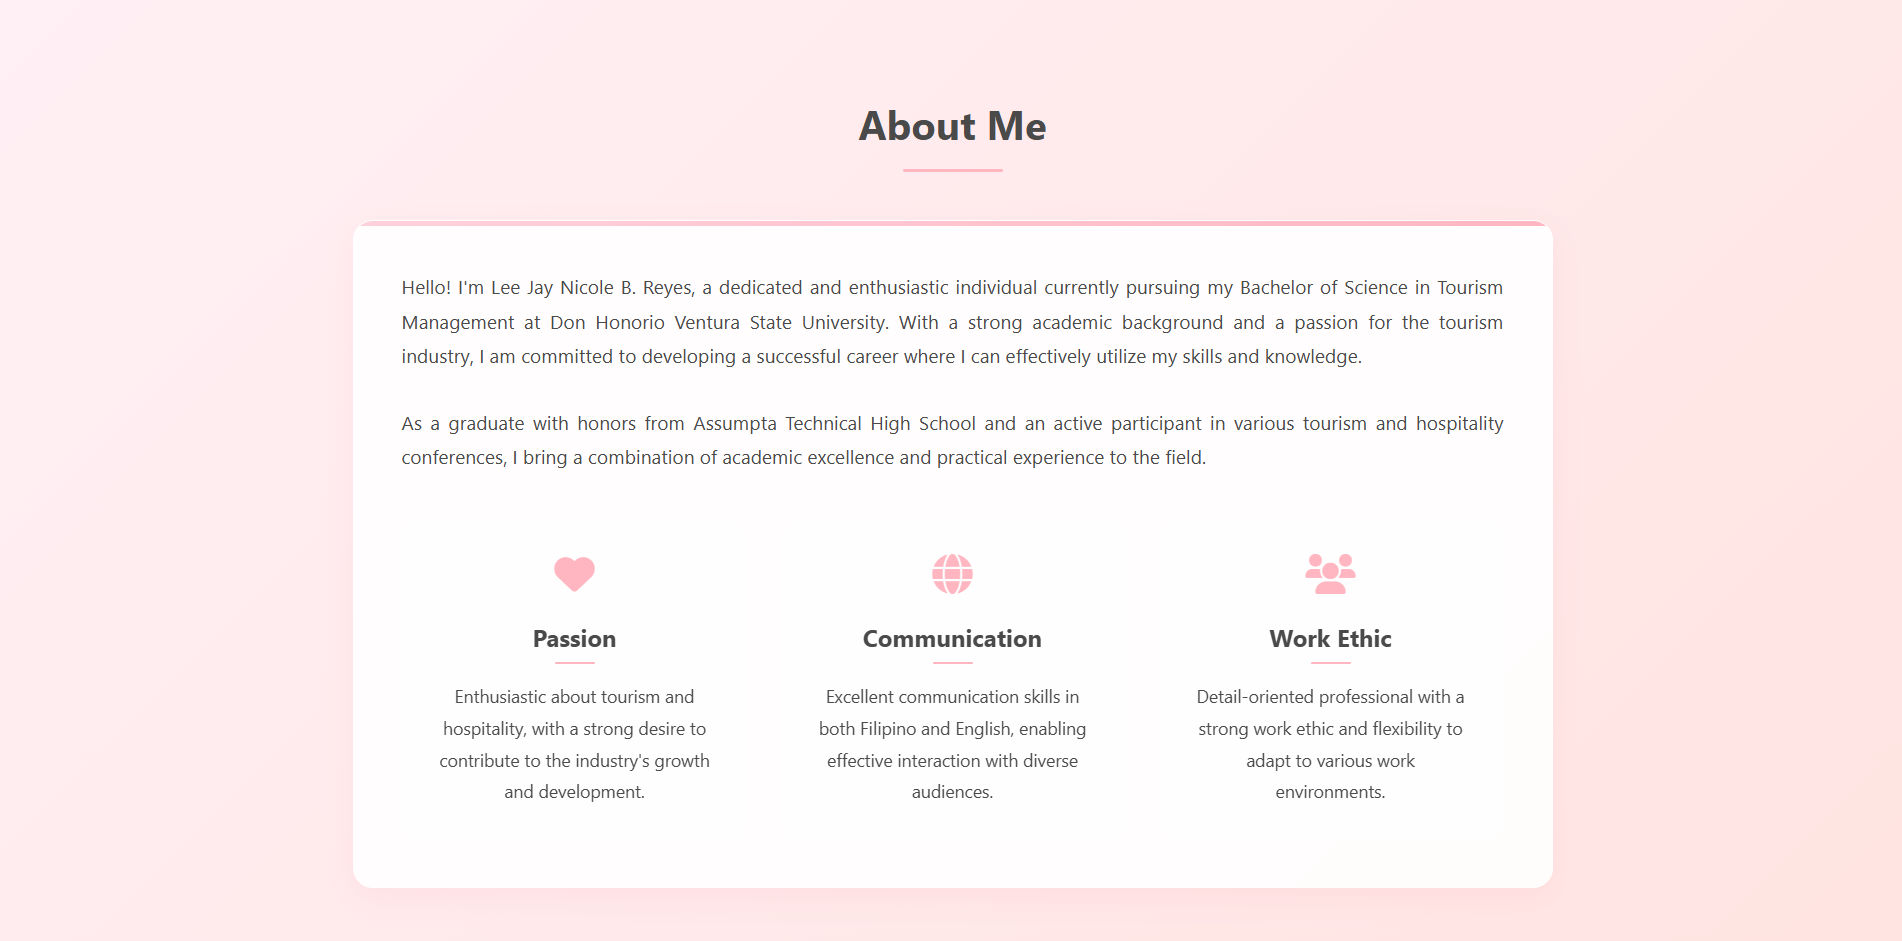 About Me
Hello! I'm Lee Jay Nicole B. Reyes, a dedicated and enthusiastic individual currently pursuing my Bachelor of Science in Tourism
Management at Don Honorio Ventura State University. With a strong academic background and a passion for the tourism
industry, I am committed to developing a successful career where I can effectively utilize my skills and knowledge.
As a graduate with honors from Assumpta Technical High School and an active participant in various tourism and hospitality
conferences, I bring a combination of academic excellence and practical experience to the field.
Passion
Enthusiastic about tourism and
hospitality, with a strong desire to
contribute to the industry's growth
and development.
Communication
Excellent communication skills in
both Filipino and English, enabling
effective interaction with diverse
audiences.
Work Ethic
Detail-oriented professional with a
strong work ethic and flexibility to
adapt to various work
environments.